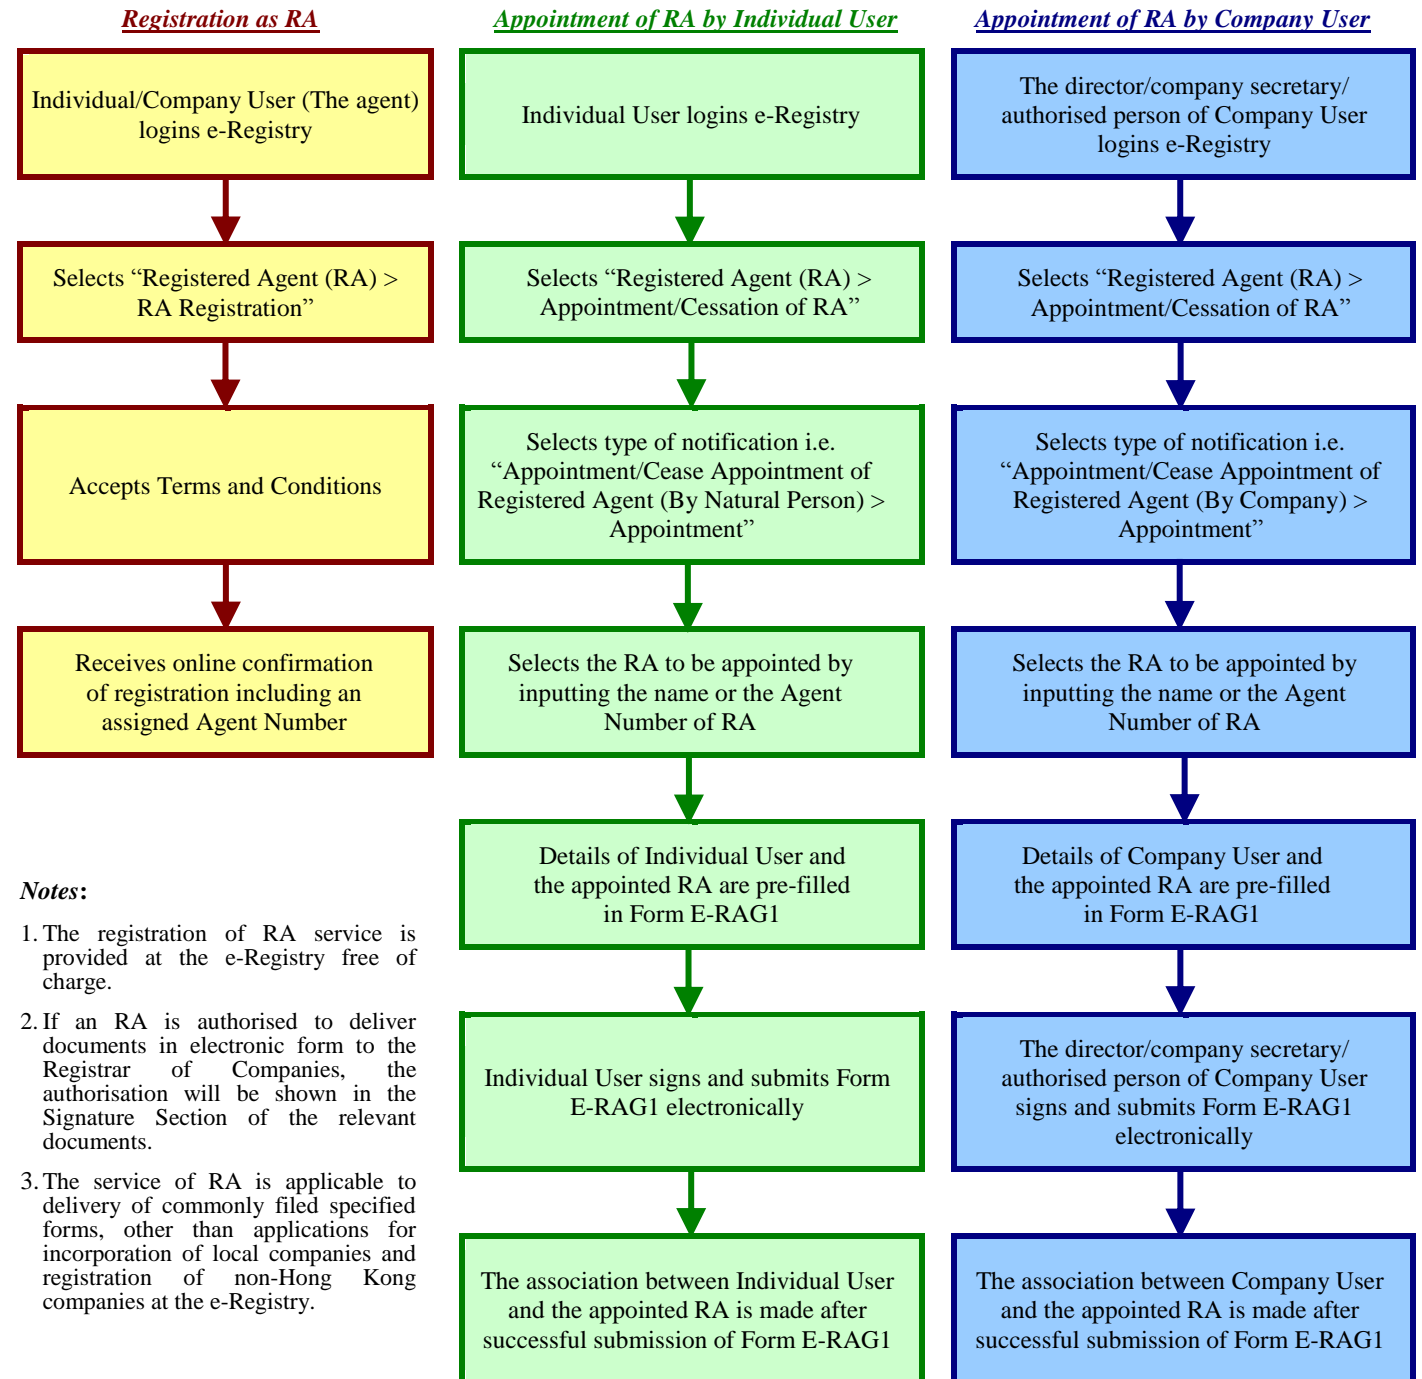 Registration as RA
Individual/Company User (The agent)
logins e-Registry
Selects “Registered Agent (RA) >
RA Registration”
Accepts Terms and Conditions
Receives online confirmation
of registration including an
assigned Agent Number
Notes:
1. The registration of RA service is
provided at the e-Registry free of
charge.
2. If an RA is authorised to deliver
documents in electronic form to the
Registrar of Companies, the
authorisation will be shown in the
Signature Section of the relevant
documents.
3. The service of RA is applicable to
delivery of commonly filed specified
forms, other than applications for
incorporation of local companies and
registration of non-Hong Kong
companies at the e-Registry.
Appointment of RA by Individual User
Individual User logins e-Registry
Selects “Registered Agent (RA) >
Appointment/Cessation of RA”
Selects type of notification i.e.
“Appointment/Cease Appointment of
Registered Agent (By Natural Person) >
Appointment”
Selects the RA to be appointed by
inputting the name or the Agent
Number of RA
Details of Individual User and
the appointed RA are pre-filled
in Form E-RAG1
Individual User signs and submits Form
E-RAG1 electronically
The association between Individual User
and the appointed RA is made after
successful submission of Form E-RAG1
Appointment of RA by Company User
The director/company secretary/
authorised person of Company User
logins e-Registry
Selects “Registered Agent (RA) >
Appointment/Cessation of RA”
Selects type of notification i.e.
“Appointment/Cease Appointment of
Registered Agent (By Company) >
Appointment”
Selects the RA to be appointed by
inputting the name or the Agent
Number of RA
Details of Company User and
the appointed RA are pre-filled
in Form E-RAG1
The director/company secretary/
authorised person of Company User
signs and submits Form E-RAG1
electronically
The association between Company User
and the appointed RA is made after
successful submission of Form E-RAG1